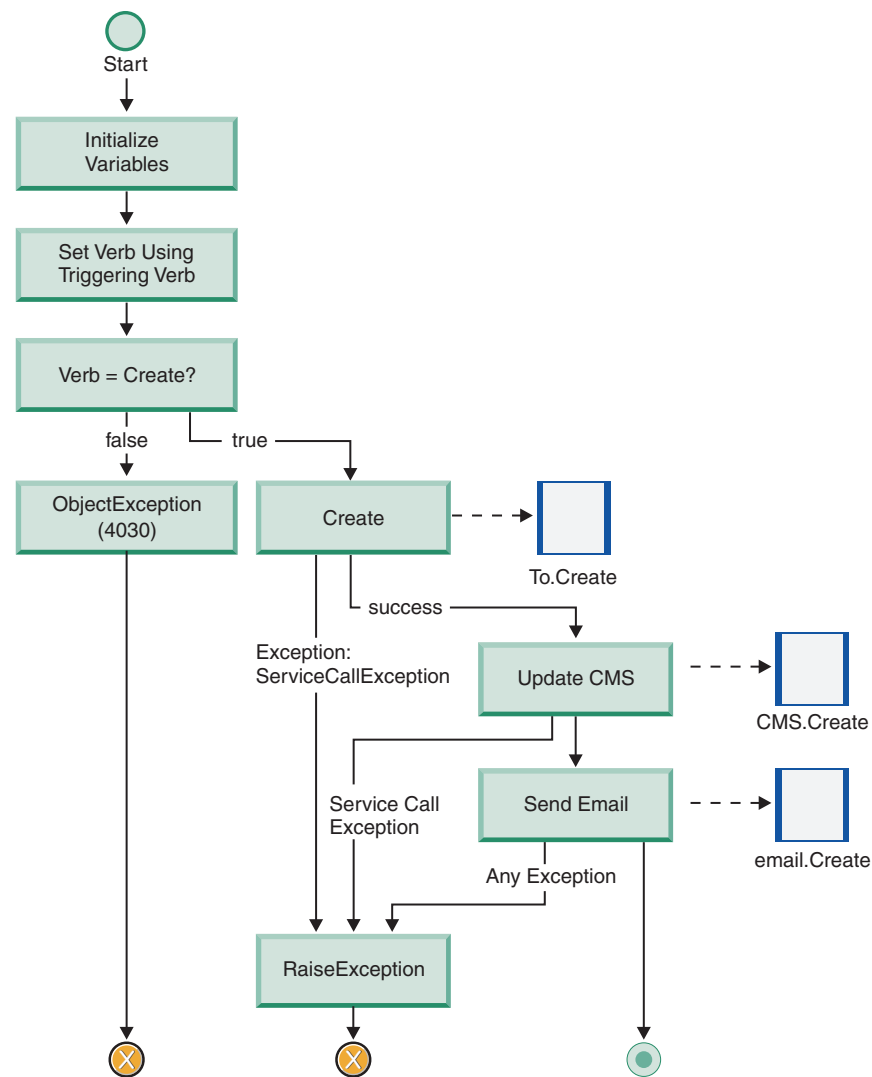 Start
Initialize
Variables
Set Verb Using
Triggering Verb
Verb = Create?
false
true
ObjectException
(4030)
Create
To.Create
success
Exception:
ServiceCallException
Update CMS
CMS.Create
Service Call
Exception
Send Email
email.Create
Any Exception
RaiseException
X
X